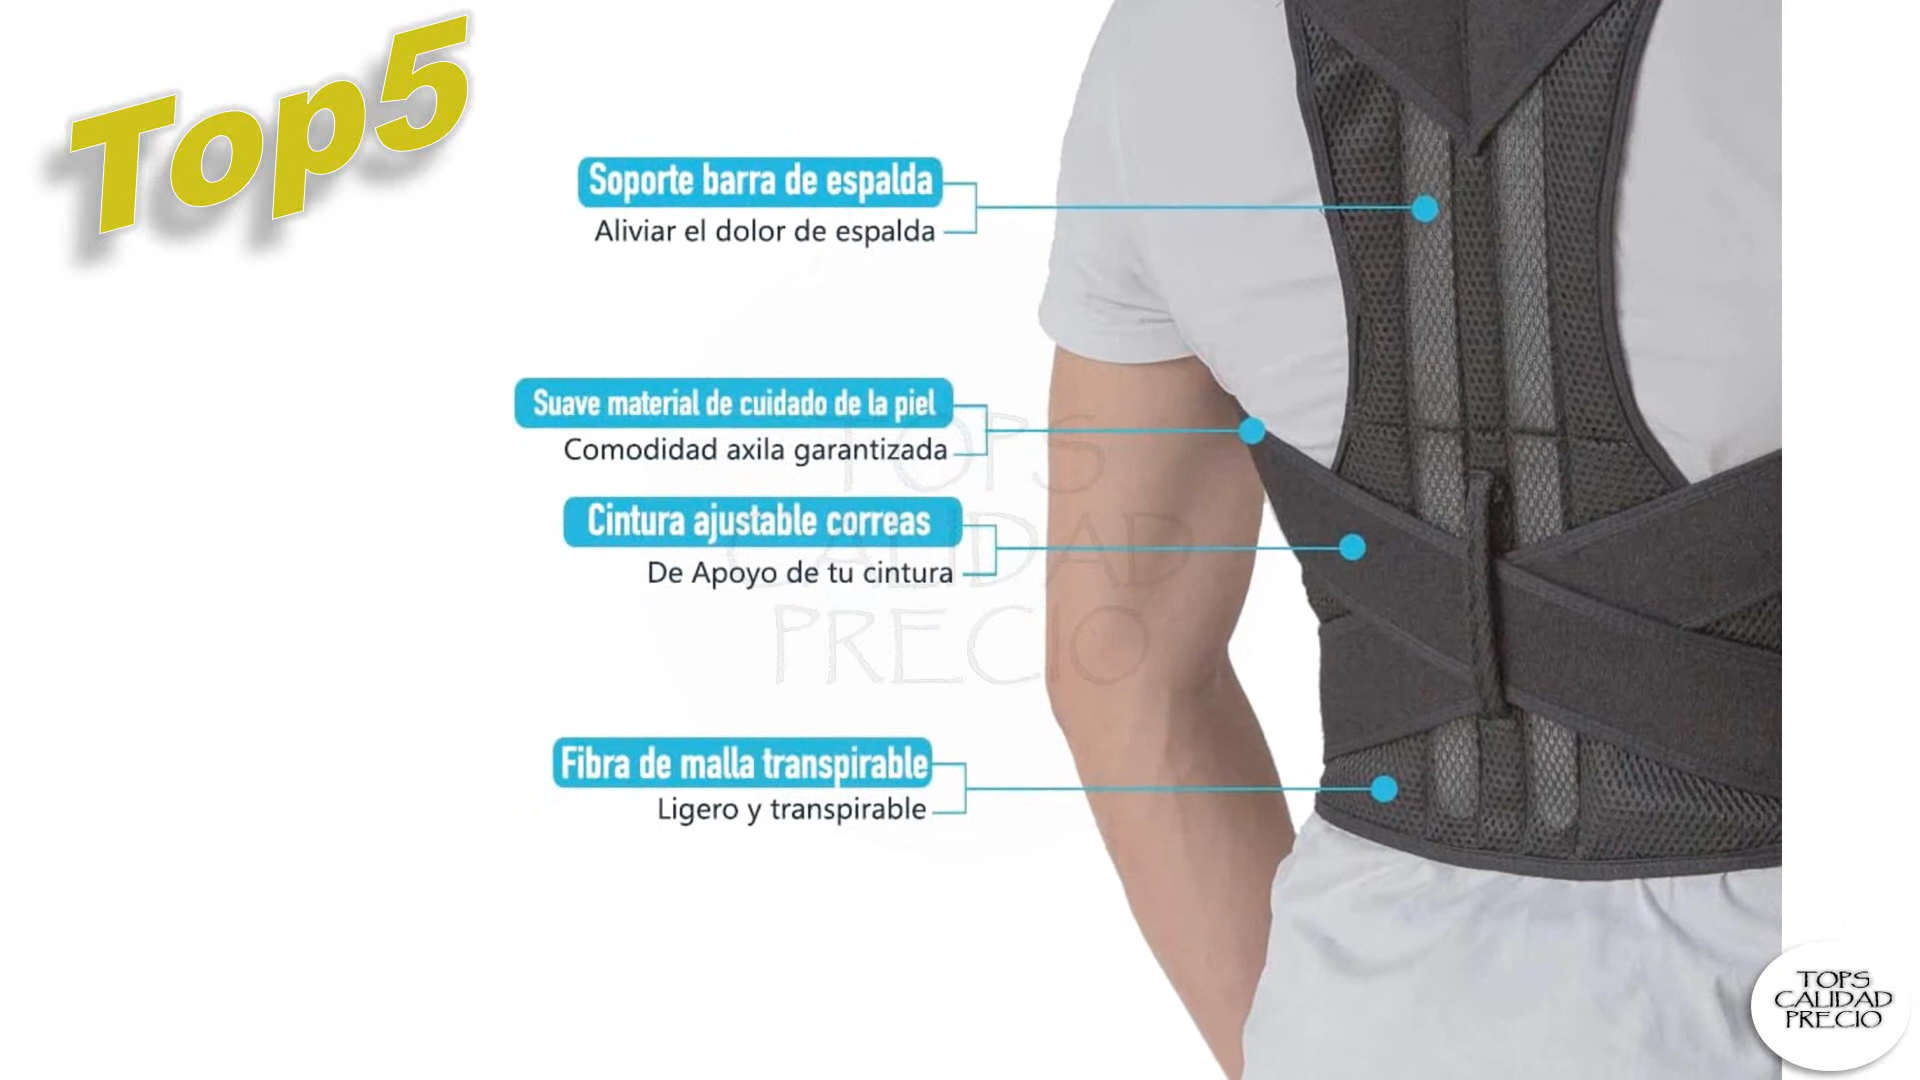 Top5
Soporte barra de espalda
Aliviar el dolor de espalda
Suave material de cuidado de la piel
Comodidad axila garantizada
Cintura ajustable correas
De Apoyo de tu cintura
Fibra de malla transpirable
Ligero y transpirable
TOPS
CALIDAD
PRECIO
TOPS
CALIDAD
PRECIO